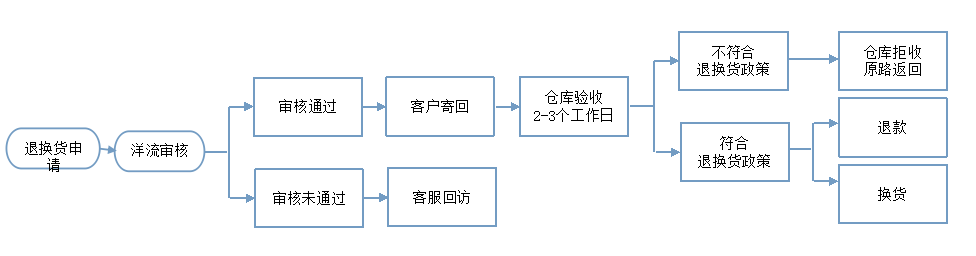 退换货申
请
洋流审核
审核通过
客户寄回
仓库验收
2-3个工作日
不符合
退换货政策
仓库拒收
原路返回
符合
退换货政策
退款
换货
审核未通过
客服回访